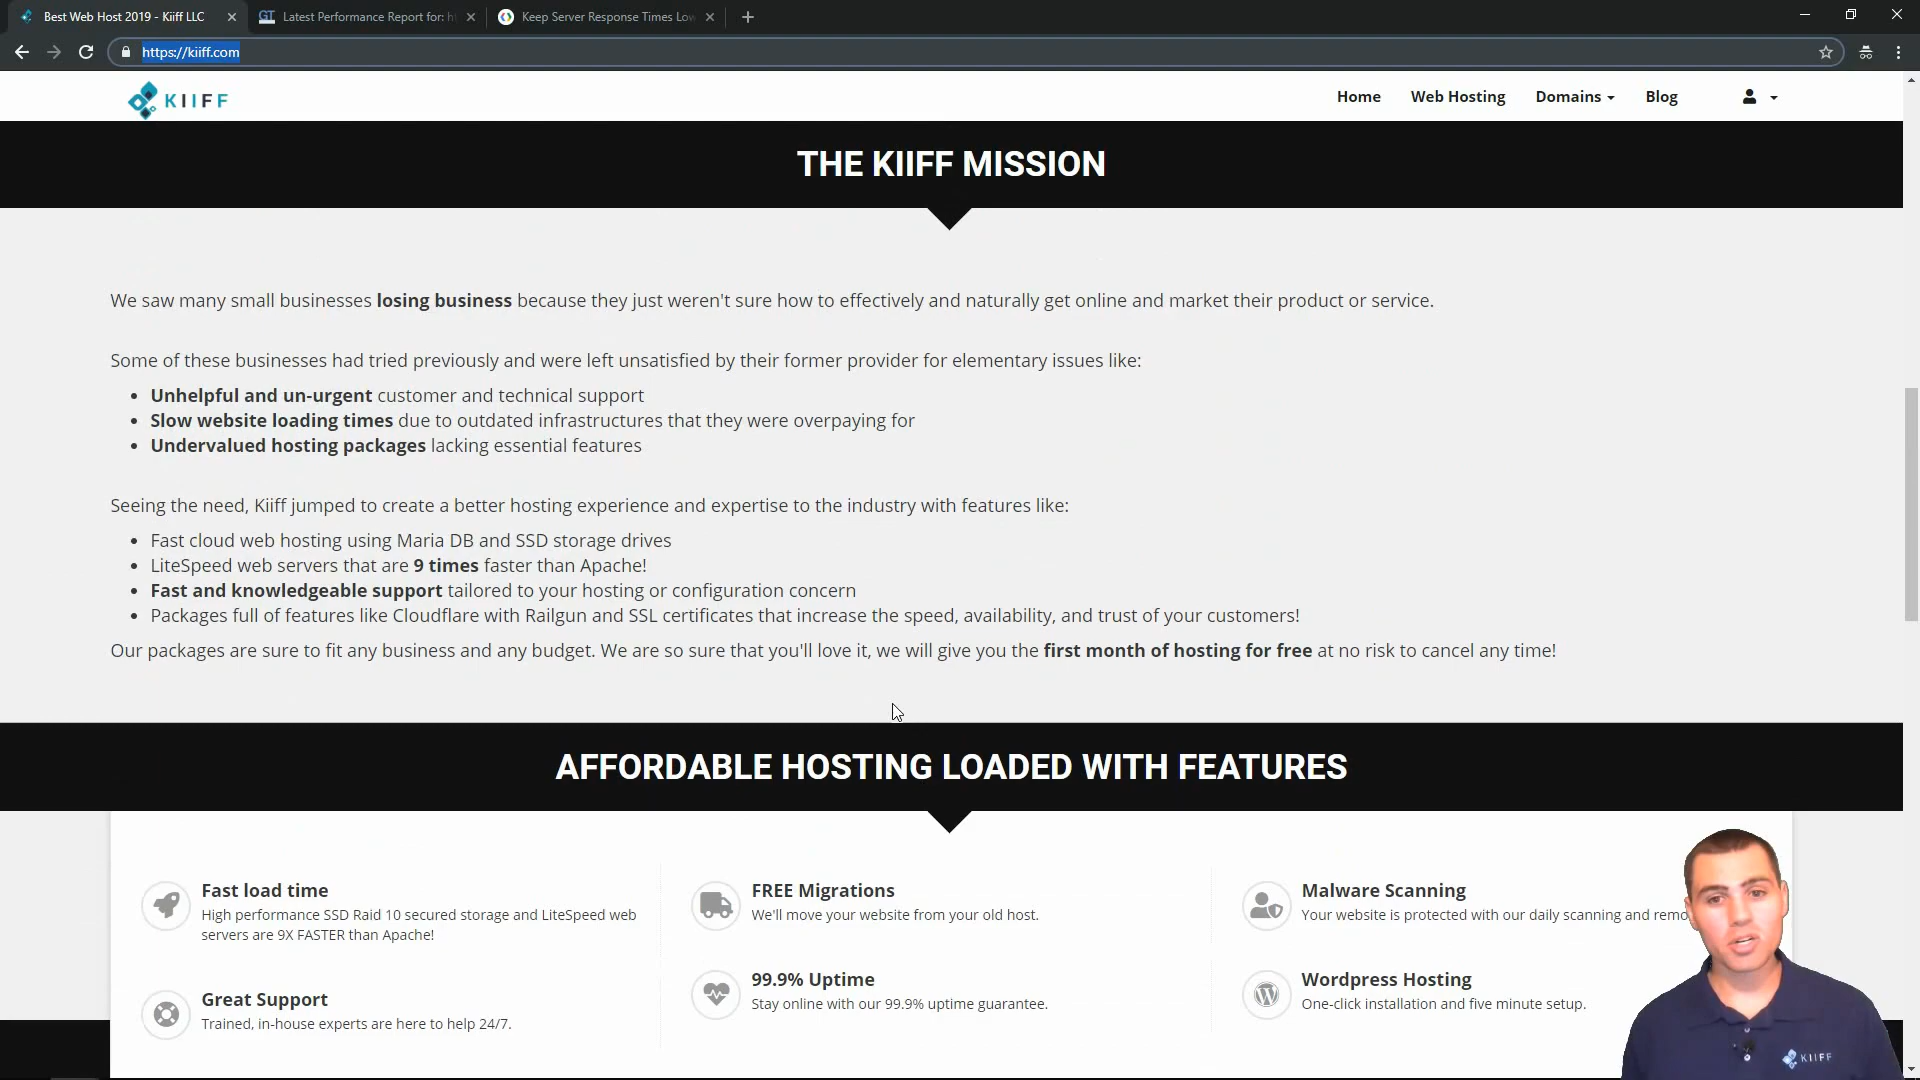 Best Web Host 2019 - Kiiff LLC
Latest Performance Report for: h
Keep Server Response Times Low
https://kiiff.com
KIIFF
Home
Web Hosting
Domains
Blog
THE KIIFF MISSION
We saw many small businesses losing business because they just weren't sure how to effectively and naturally get online and market their product or service.
Some of these businesses had tried previously and were left unsatisfied by their former provider for elementary issues like:
Unhelpful and un-urgent customer and technical support
Slow website loading times due to outdated infrastructures that they were overpaying for
Undervalued hosting packages lacking essential features
Seeing the need, Kiiff jumped to create a better hosting experience and expertise to the industry with features like:
Fast cloud web hosting using Maria DB and SSD storage drives
LiteSpeed web servers that are 9 times faster than Apache!
Fast and knowledgeable support tailored to your hosting or configuration concern
Packages full of features like Cloudflare with Railgun and SSL certificates that increase the speed, availability, and trust of your customers!
Our packages are sure to fit any business and any budget. We are so sure that you'll love it, we will give you the first month of hosting for free at no risk to cancel any time!
AFFORDABLE HOSTING LOADED WITH FEATURES
Fast load time
High performance SSD Raid 10 secured storage and LiteSpeed web
servers are 9X FASTER than Apache!
Great Support
Trained, in-house experts are here to help 24/7.
FREE Migrations
We'll move your website from your old host.
99.9% Uptime
Stay online with our 99.9% uptime guarantee.
Malware Scanning
Your website is protected with our daily scanning and remo
Wordpress Hosting
One-click installation and five minute setup.
KIIFF